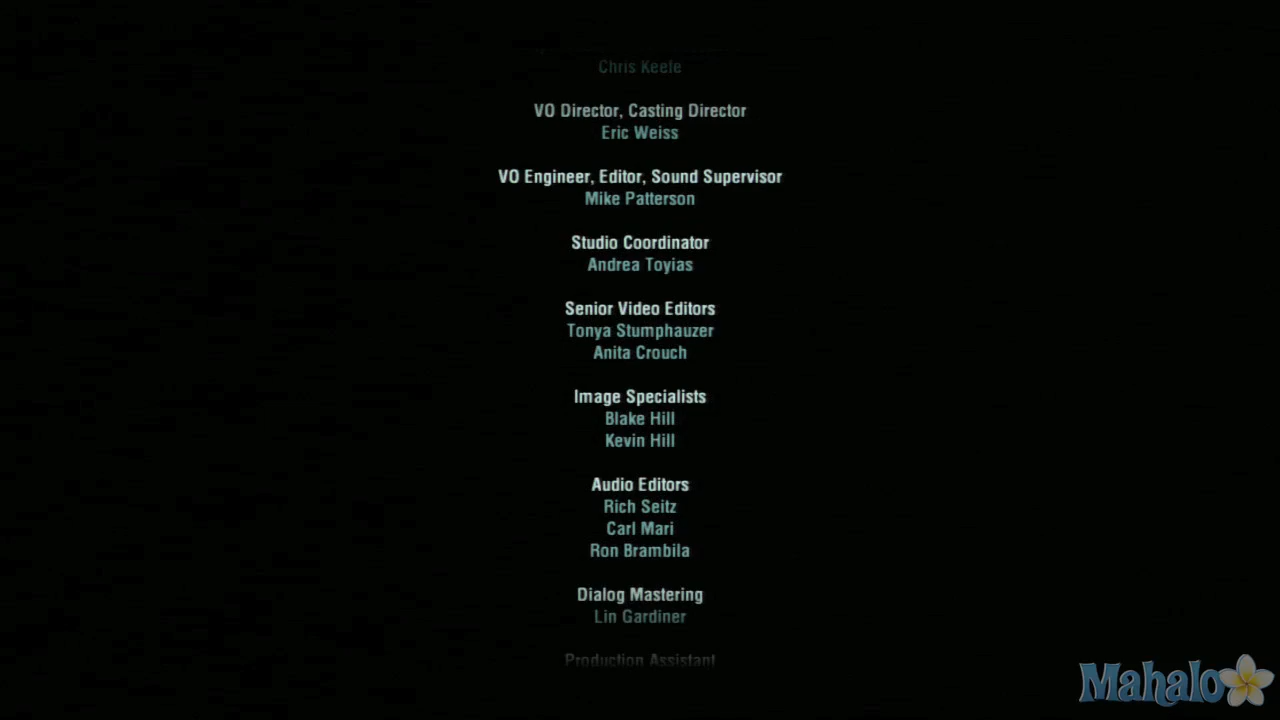 Chris Keefe
VO Director, Casting Director
Eric Weiss
VO Engineer, Editor, Sound Supervisor
Mike Patterson
Studio Coordinator
Andrea Toyias
Senior Video Editors
Tonya Stumphauzer
Anita Crouch
Image Specialists
Blake Hill
Kevin Hill
Audio Editors
Rich Seitz
Carl Mari
Ron Brambila
Dialog Mastering
Lin Gardiner
Production Assistant
Mahalo